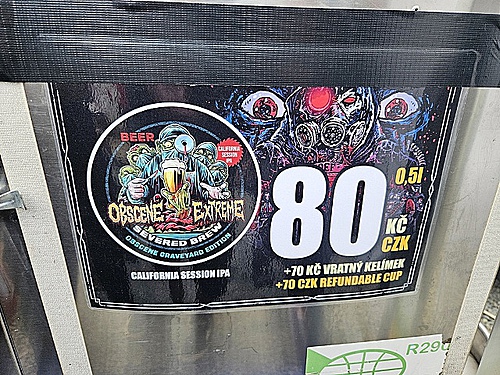 BEER
CALIFORNIA
SESSION
IPA
OBSCENE EXTREME
SEVERED BREW
OBSCENE GRAVEYARD EDITION
CALIFORNIA SESSION IPA
80
0,5l
KČ
CZK
+70 KČ VRATNÝ KELÍMEK
+70 CZK REFUNDABLE CUP
R290